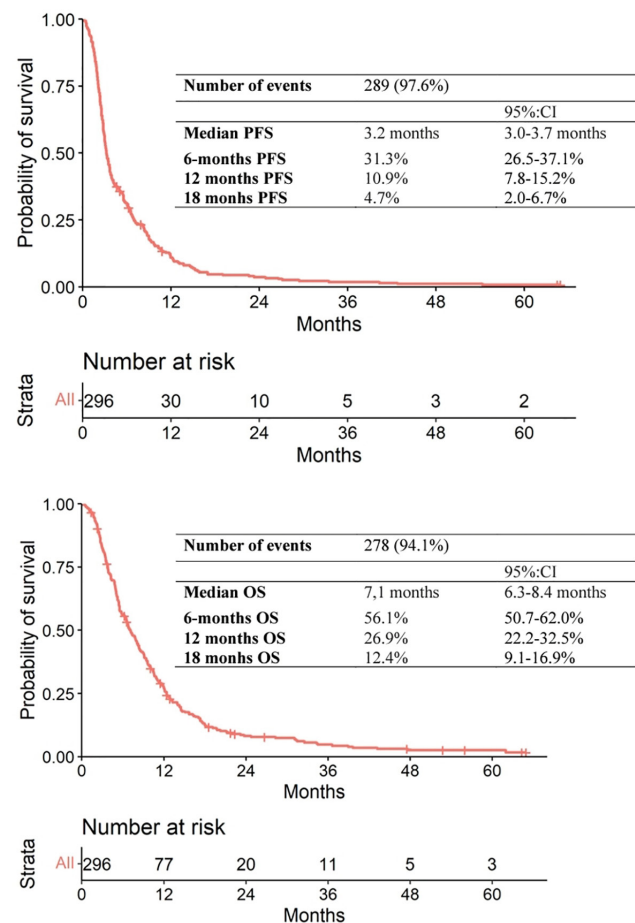 1.00
0.75
0.50
0.25
0.00
Probability of survival
Number of events 289 (97.6%)
95%:CI
Median PFS 3.2 months 3.0-3.7 months
6-months PFS 31.3% 26.5-37.1%
12 months PFS 10.9% 7.8-15.2%
18 monhs PFS 4.7% 2.0-6.7%
0 12 24 36 48 60
Months
Number at risk
Strata
All 296 30 10 5 3 2
0 12 24 36 48 60
Months
1.00
0.75
0.50
0.25
0.00
Probability of survival
Number of events 278 (94.1%)
95%:CI
Median OS 7,1 months 6.3-8.4 months
6-months OS 56.1% 50.7-62.0%
12 months OS 26.9% 22.2-32.5%
18 monhs OS 12.4% 9.1-16.9%
0 12 24 36 48 60
Months
Number at risk
Strata
All 296 77 20 11 5 3
0 12 24 36 48 60
Months